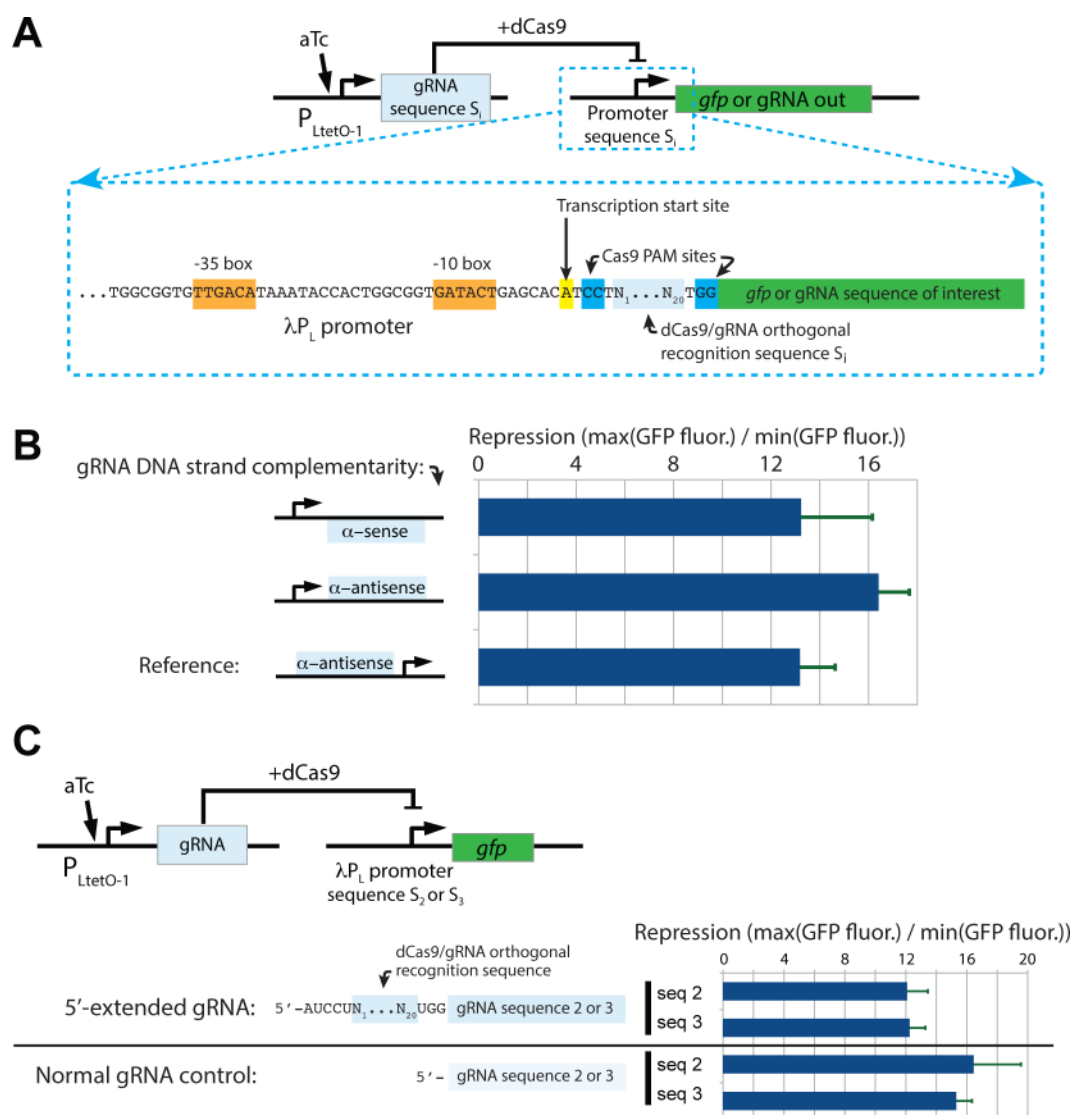 A
aTc
+dCas9
gRNA
sequence Si
PLtetO-1
Promoter
sequence Si
gfp or gRNA out
Transcription start site
-35 box
-10 box
Cas9 PAM sites
...TGGCGGTGTTGACATAAATACCACTGGCGGTGATACTGAGCACATCCTN1...N20TGG gfp or gRNA sequence of interest
λPL promoter
dCas9/gRNA orthogonal
recognition sequence Si
B
Repression (max(GFP fluor.) / min(GFP fluor.))
gRNA DNA strand complementarity:
0 4 8 12 16
α-sense
α-antisense
Reference:
α-antisense
C
aTc
+dCas9
gRNA
gfp
PLtetO-1
λPL promoter
sequence S2 or S3
Repression (max(GFP fluor.) / min(GFP fluor.))
dCas9/gRNA orthogonal
recognition sequence
0 4 8 12 16 20
5'-extended gRNA:
5'-AUCCUN1...N20UGG gRNA sequence 2 or 3
seq 2
seq 3
Normal gRNA control:
5'- gRNA sequence 2 or 3
seq 2
seq 3